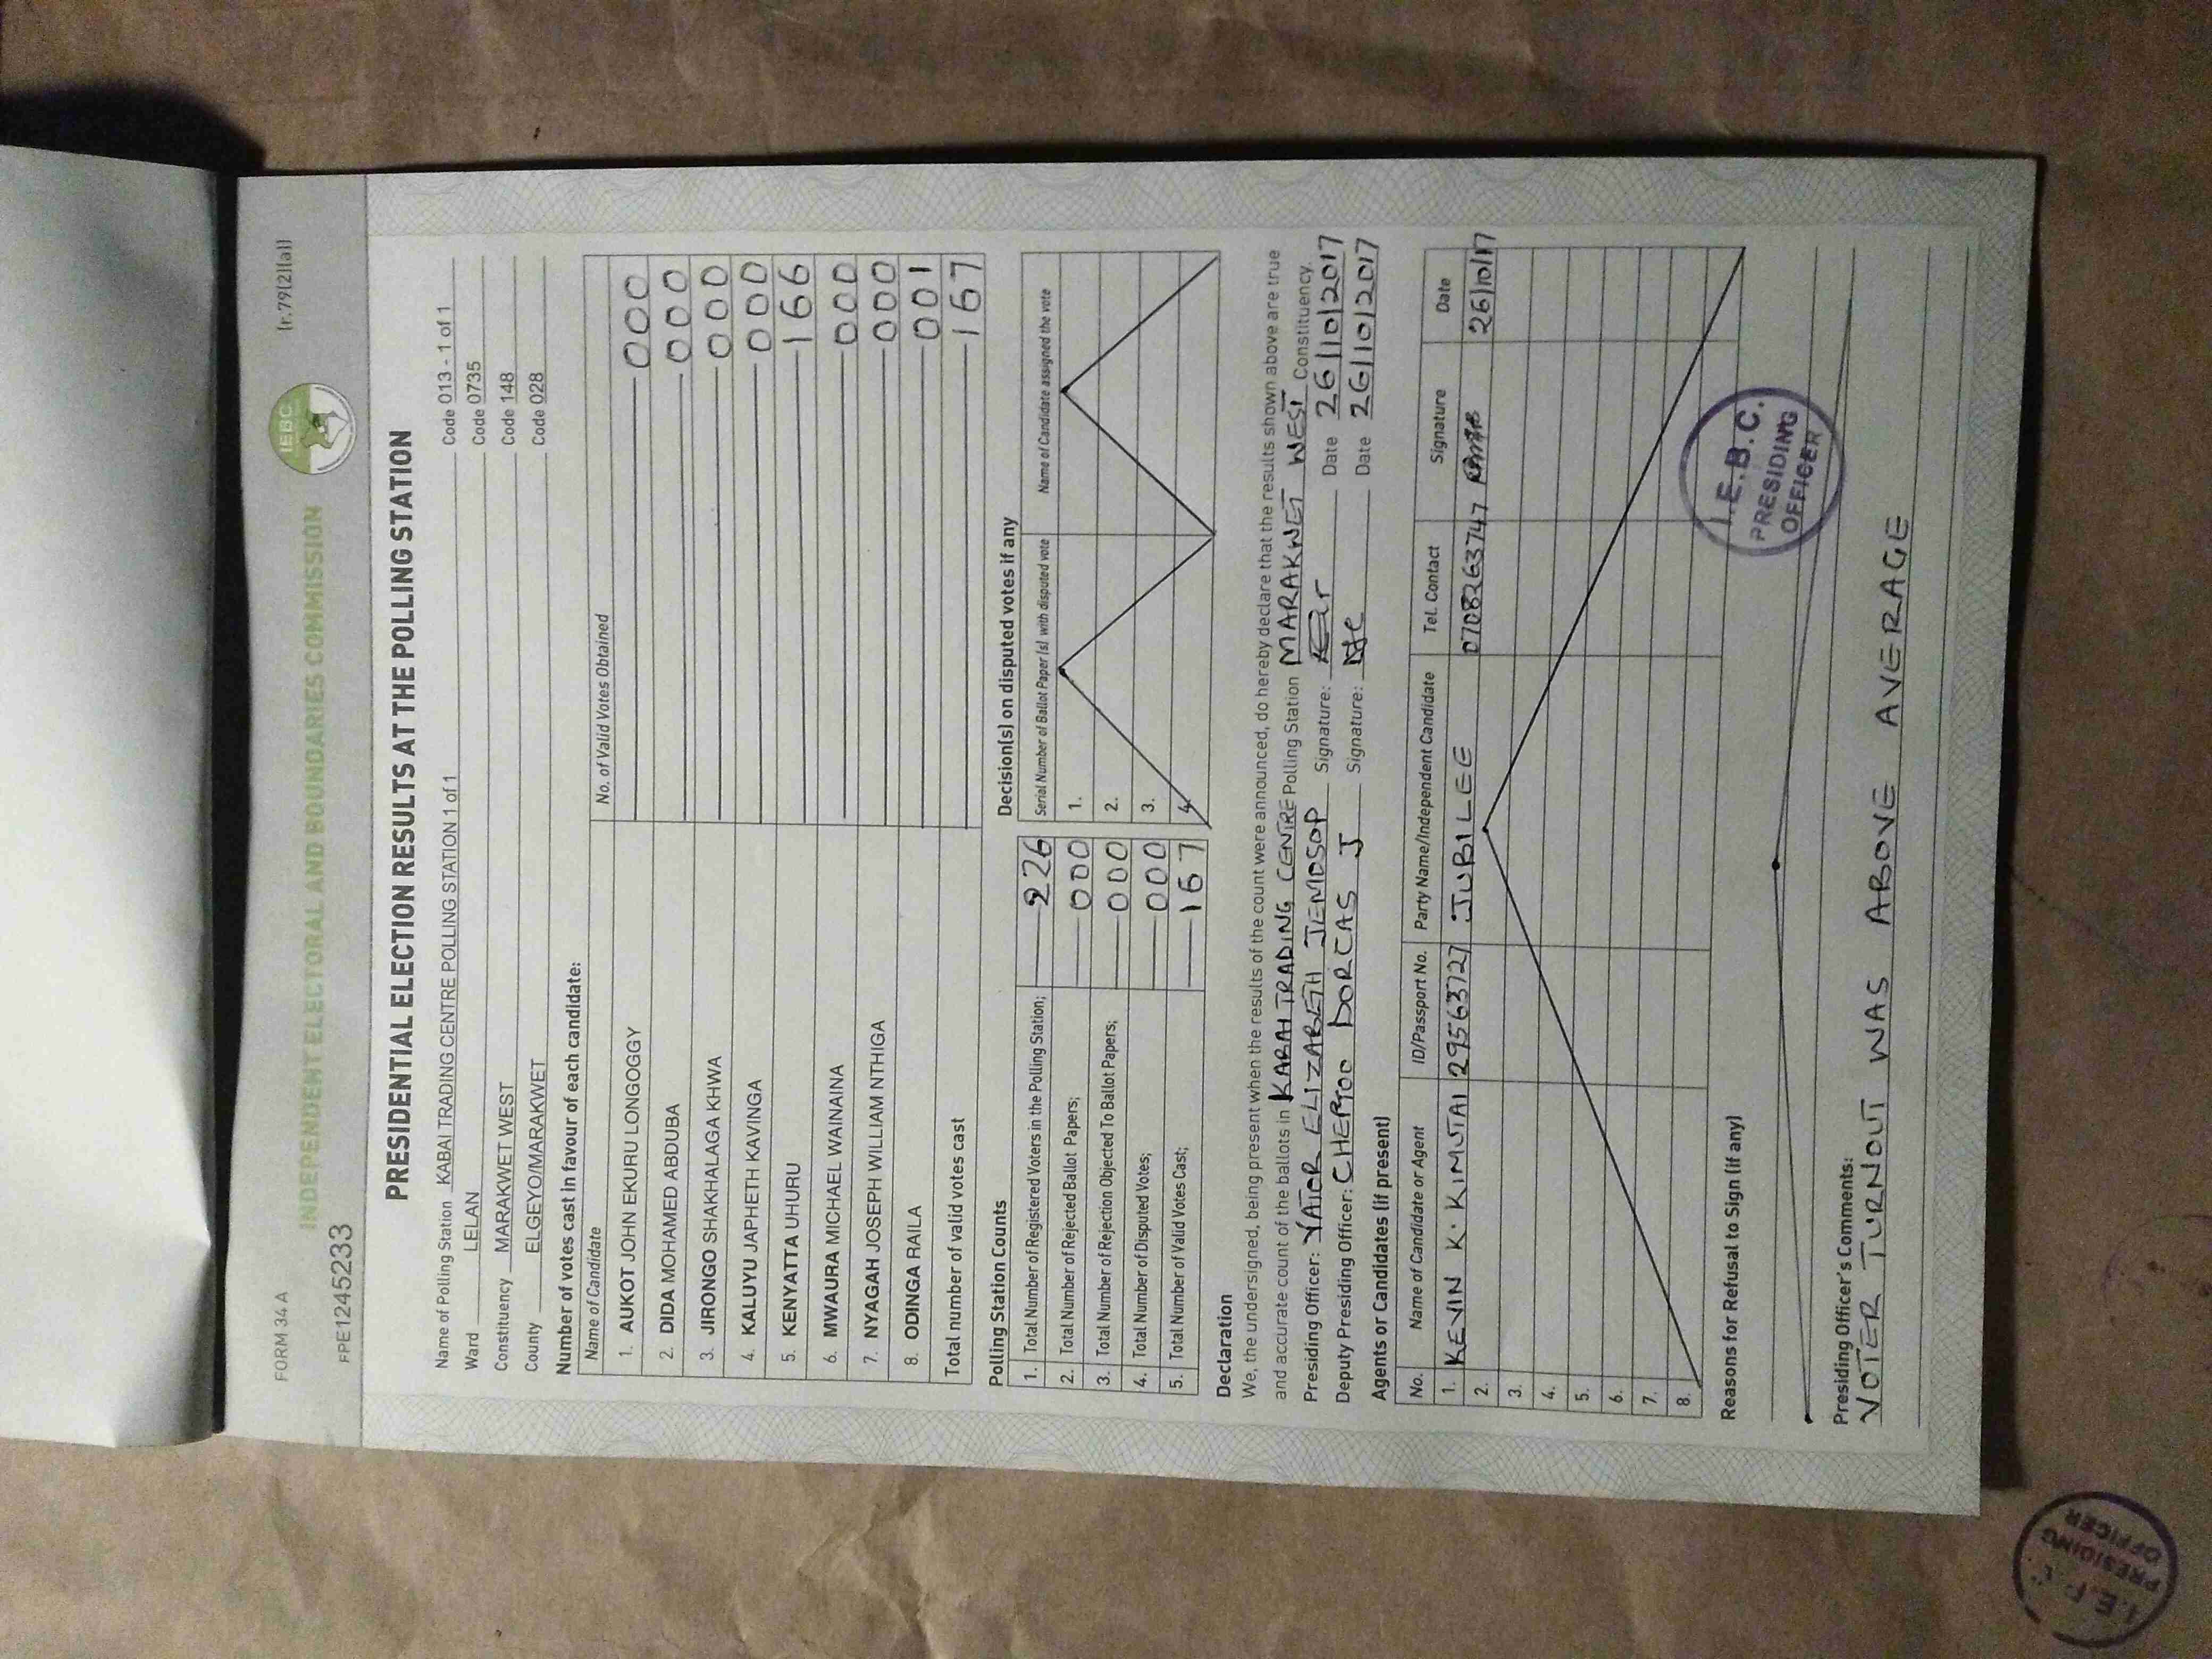 FORM 34 A
(r.79(2)(a))
INDEPENDENT ELECTORAL AND BOUNDARIES COMMISSION
IEBC
FPE1245233
PRESIDENTIAL ELECTION RESULTS AT THE POLLING STATION
Name of Polling Station KABAI TRADING CENTRE POLLING STATION 1 of 1 Code 013 - 1 of 1
Ward LELAN Code 0735
Constituency MARAKWET WEST Code 148
County ELGEYO/MARAKWET Code 028
Number of votes cast in favour of each candidate:
Name of Candidate No. of Valid Votes Obtained
1. AUKOT JOHN EKURU LONGOGGY 000
2. DIDA MOHAMED ABDUBA 000
3. JIRONGO SHAKHALAGA KHWA 000
4. KALUYU JAPHETH KAVINGA 000
5. KENYATTA UHURU 166
6. MWAURA MICHAEL WAINAINA 000
7. NYAGAH JOSEPH WILLIAM NTHIGA 000
8. ODINGA RAILA 001
Total number of valid votes cast 167
Polling Station Counts
1. Total Number of Registered Voters in the Polling Station; 226
2. Total Number of Rejected Ballot Papers; 000
3. Total Number of Rejection Objected To Ballot Papers; 000
4. Total Number of Disputed Votes; 000
5. Total Number of Valid Votes Cast; 167
Decision(s) on disputed votes if any
Serial Number of Ballot Paper (s) with disputed vote Name of Candidate assigned the vote
1.
2.
3.
4.
Declaration
We, the undersigned, being present when the results of the count were announced, do hereby declare that the results shown above are true
and accurate count of the ballots in KABAI TRADING CENTRE Polling Station MARAKWET WEST Constituency.
Presiding Officer: YATOR ELIZABETH JEMOSOP Signature: Date 26/10/2017
Deputy Presiding Officer: CHEPTOO DORCAS J Signature: Date 26/10/2017
Agents or Candidates (if present)
No. Name of Candidate or Agent ID/Passport No. Party Name/Independent Candidate Tel. Contact Signature Date
1. KEVIN K. KIMUTAI 29563727 JUBILEE 0708263747 26/10/17
2.
3.
4.
5.
6.
7.
8.
Reasons for Refusal to Sign (if any)
I.E.B.C.
PRESIDING
OFFICER
Presiding Officer's Comments:
VOTER TURNOUT WAS ABOVE AVERAGE
PRESIDING
OFFICER